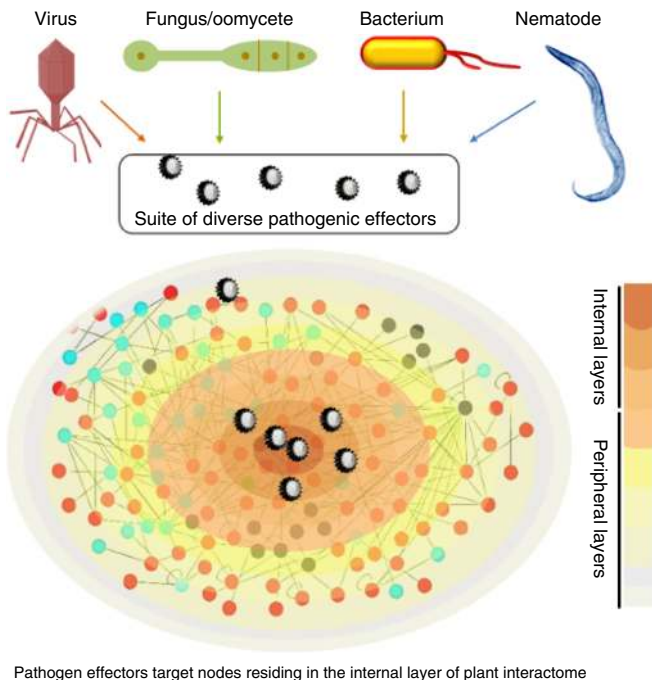 Virus
Fungus/oomycete
Bacterium
Nematode
Suite of diverse pathogenic effectors
Internal layers
Peripheral layers
Pathogen effectors target nodes residing in the internal layer of plant interactome